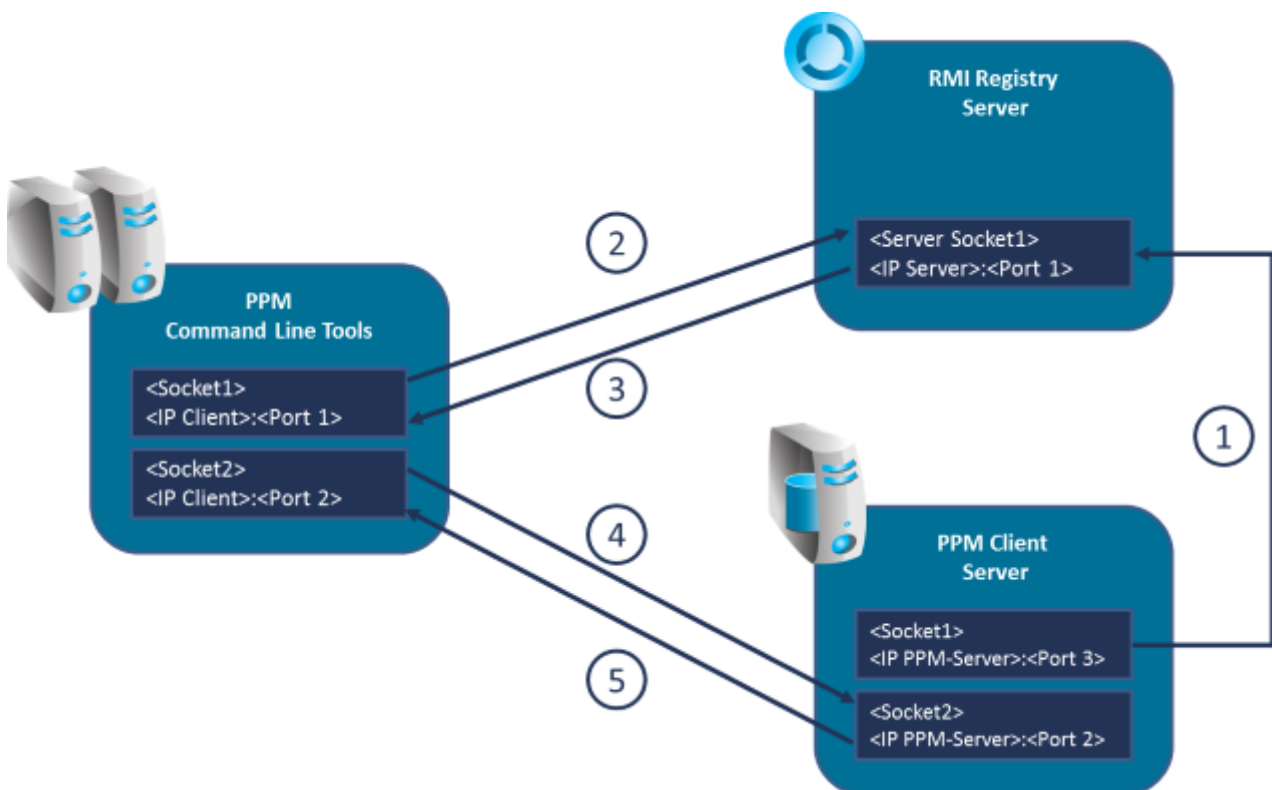 RMI Registry
Server
<Server Socket1>
<IP Server>:<Port 1>
2
PPM
Command Line Tools
<Socket1>
<IP Client>:<Port 1>
<Socket2>
<IP Client>:<Port 2>
3
1
4
PPM Client
Server
<Socket1>
<IP PPM-Server>:<Port 3>
5
<Socket2>
<IP PPM-Server>:<Port 2>